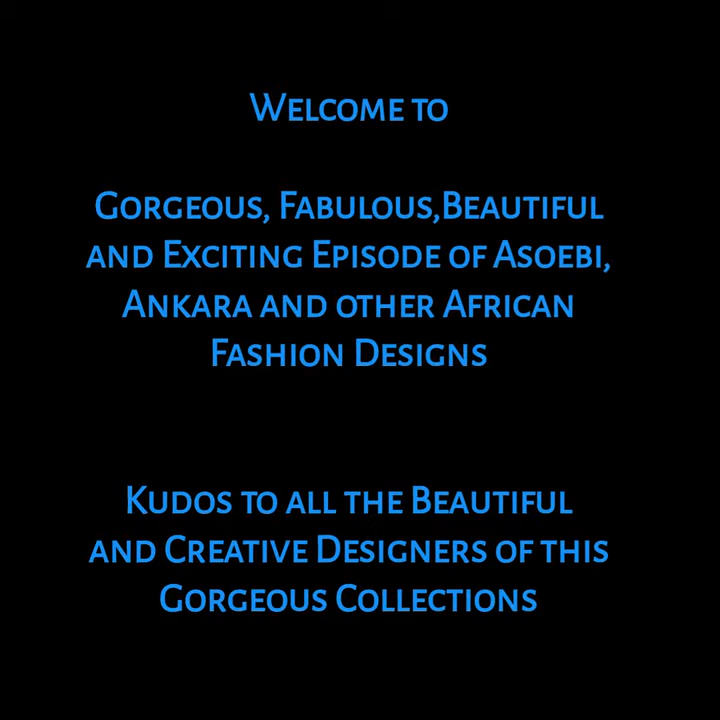 Welcome to
Gorgeous, Fabulous,Beautiful
and Exciting Episode of Asoebi,
Ankara and other African
Fashion Designs
Kudos to all the Beautiful
and Creative Designers of this
Gorgeous Collections